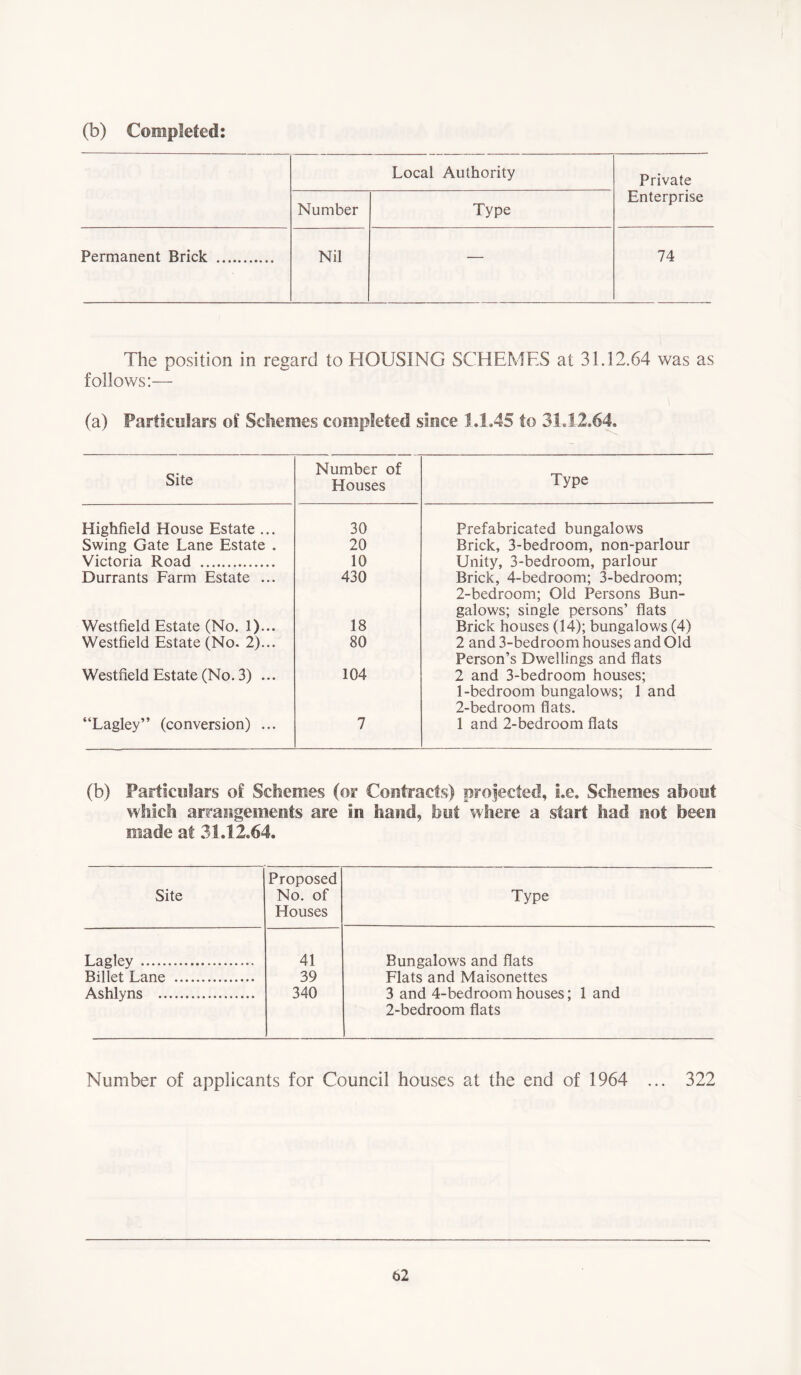 (b) Completed:
Local Authority
Private Enterprise
Number Type
Permanent Brick ........... Nil — 74
The position in regard to HOUSING SCHEMES at 31.12.64 was as
follows:—
(a) Particulars of Schemes completed since 1.1.45 to 31.12.64.
Site Number of Houses Type
Highfield House Estate ... 30 Prefabricated bungalows
Swing Gate Lane Estate . 20 Brick, 3-bedroom, non-parlour
Victoria Road .............. 10 Unity, 3-bedroom, parlour
Durrants Farm Estate ... 430 Brick, 4-bedroom; 3-bedroom;
2-bedroom; Old Persons Bun-
galows; single persons’ flats
Westfield Estate (No. 1)... 18 Brick houses (14); bungalows (4)
Westfield Estate (No. 2)... 80 2 and 3-bedroom houses and Old
Person’s Dwellings and flats
Westfield Estate (No. 3) ... 104 2 and 3-bedroom houses;
1-bedroom bungalows; 1 and
2-bedroom flats.
“Lagley” (conversion) ... 7 1 and 2-bedroom flats
(b) Particulars of Schemes (or Contracts) projected, i.e. Schemes about
which arrangements are in hand, but where a start had not been
made at 31.12.64.
Site Proposed No. of Houses Type
Lagley ..................... 41 Bungalows and flats
Billet Lane ............... 39 Flats and Maisonettes
Ashlyns .................. 340 3 and 4-bedroom houses; 1 and
2-bedroom flats
Number of applicants for Council houses at the end of 1964 ... 322
62